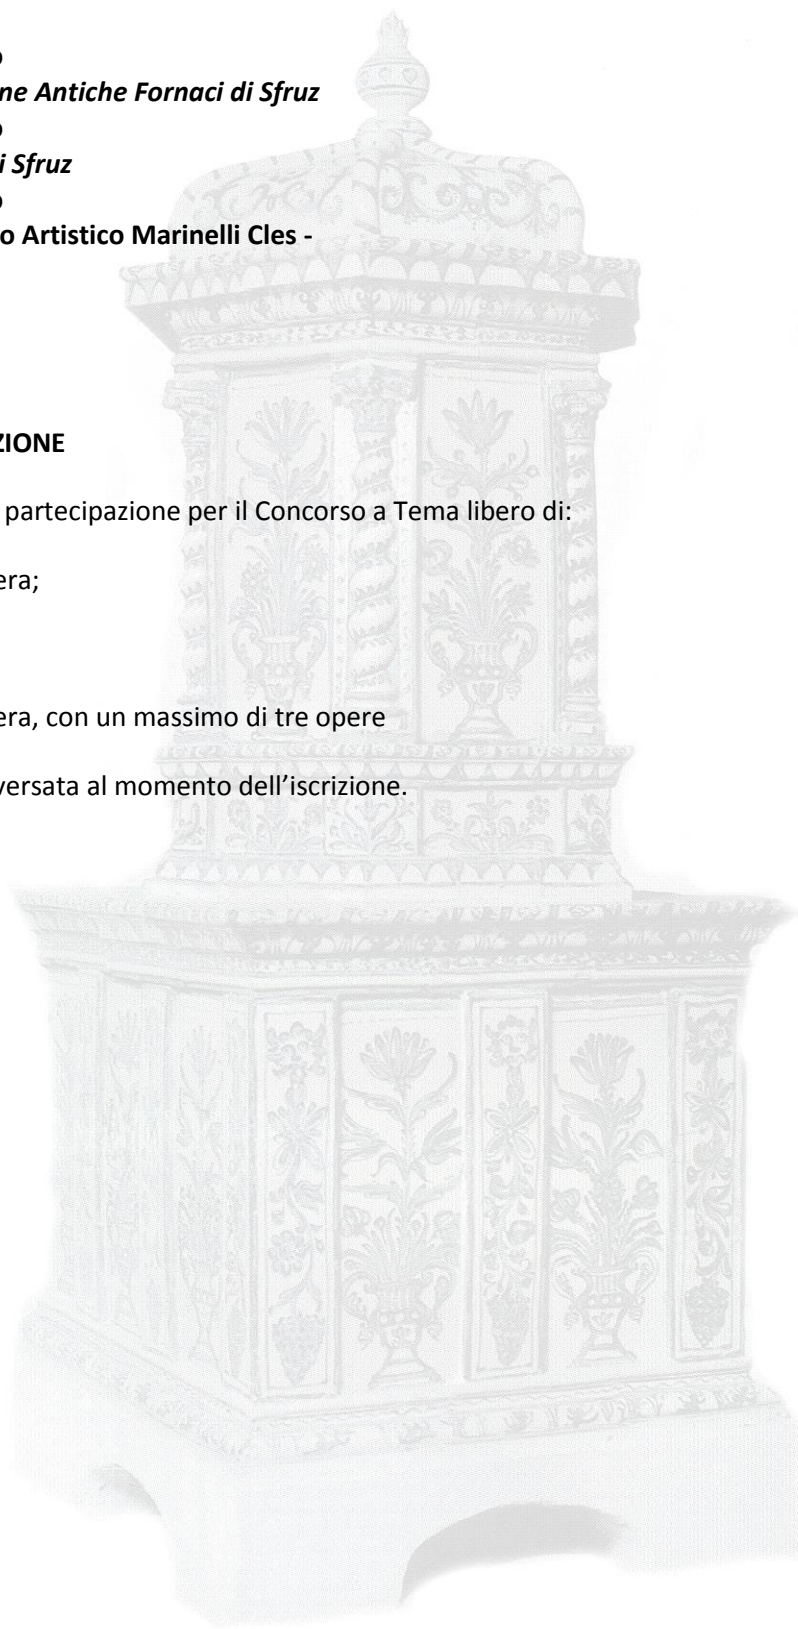 o
ne Antiche Fornaci di Sfruz
o
i Sfruz
o
o Artistico Marinelli Cles -
ZIONE
partecipazione per il Concorso a Tema libero di:
era;
era, con un massimo di tre opere
versata al momento dell’iscrizione.